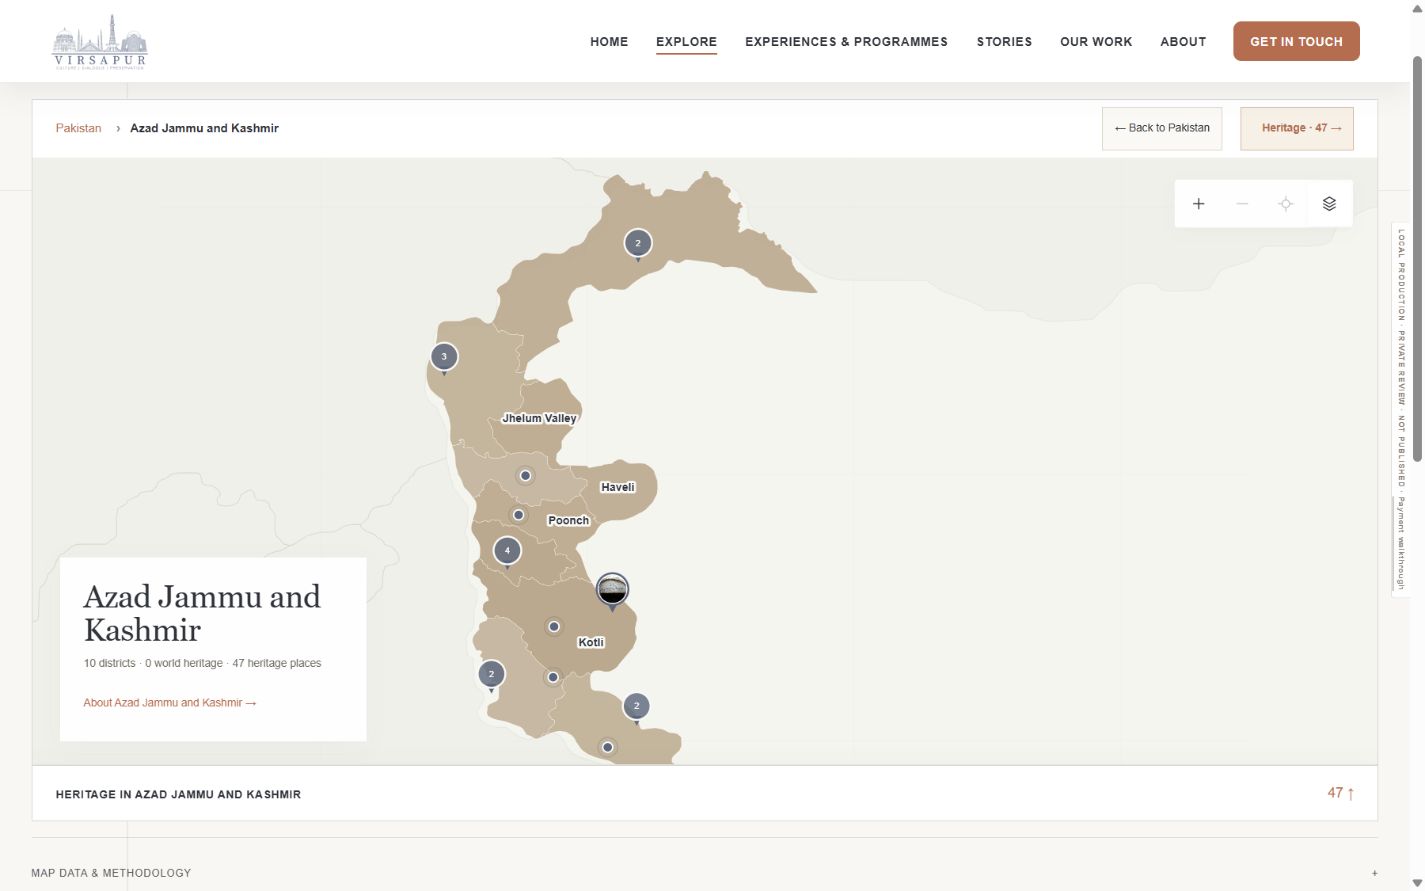 VIRSAPUR
HOME
EXPLORE
EXPERIENCES & PROGRAMMES
STORIES
OUR WORK
ABOUT
GET IN TOUCH
Pakistan › Azad Jammu and Kashmir
← Back to Pakistan
Heritage · 47 →
2
3
Jhelum Valley
Haveli
Poonch
4
Kotli
2
2
Azad Jammu and
Kashmir
10 districts · 0 world heritage · 47 heritage places
About Azad Jammu and Kashmir →
LOCAL PRODUCTION · PRIVATE REVIEW · NOT PUBLISHED · Payment walkthrough
HERITAGE IN AZAD JAMMU AND KASHMIR
47 ↑
MAP DATA & METHODOLOGY
+